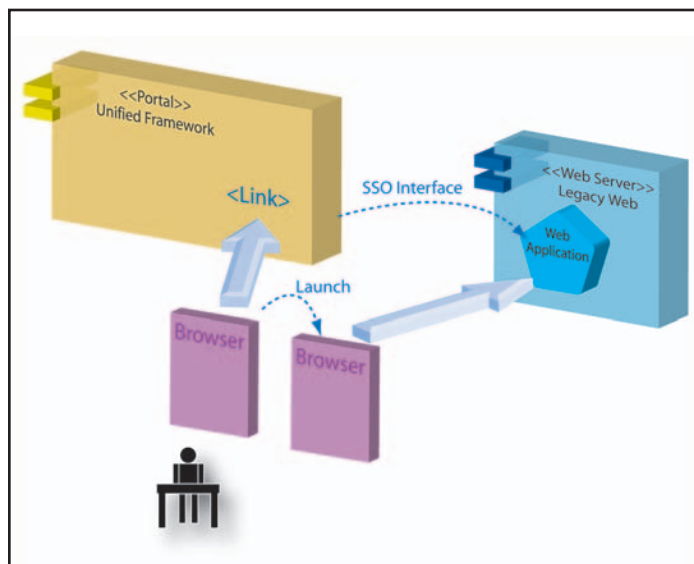 <<Portal>>
Unified Framework
<Link>
SSO Interface
<<Web Server>>
Legacy Web
Web
Application
Launch
Browser
Browser